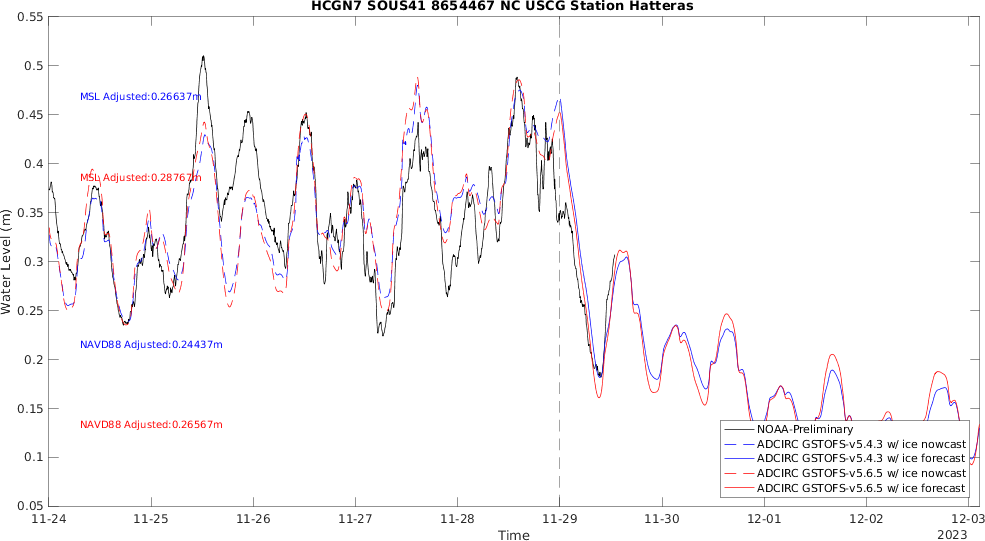 HCGN7 SOUS41 8654467 NC USCG Station Hatteras
0.55
0.5
0.45
0.4
0.35
0.3
0.25
0.2
0.15
0.1
0.05
Water Level (m)
MSL Adjusted:0.26637m
MSL Adjusted:0.28767m
NAVD88 Adjusted:0.24437m
NAVD88 Adjusted:0.26567m
NOAA-Preliminary
ADCIRC GSTOFS-v5.4.3 w/ ice nowcast
ADCIRC GSTOFS-v5.4.3 w/ ice forecast
ADCIRC GSTOFS-v5.6.5 w/ ice nowcast
ADCIRC GSTOFS-v5.6.5 w/ ice forecast
11-24 11-25 11-26 11-27 11-28 11-29 11-30 12-01 12-02 12-03
Time
2023